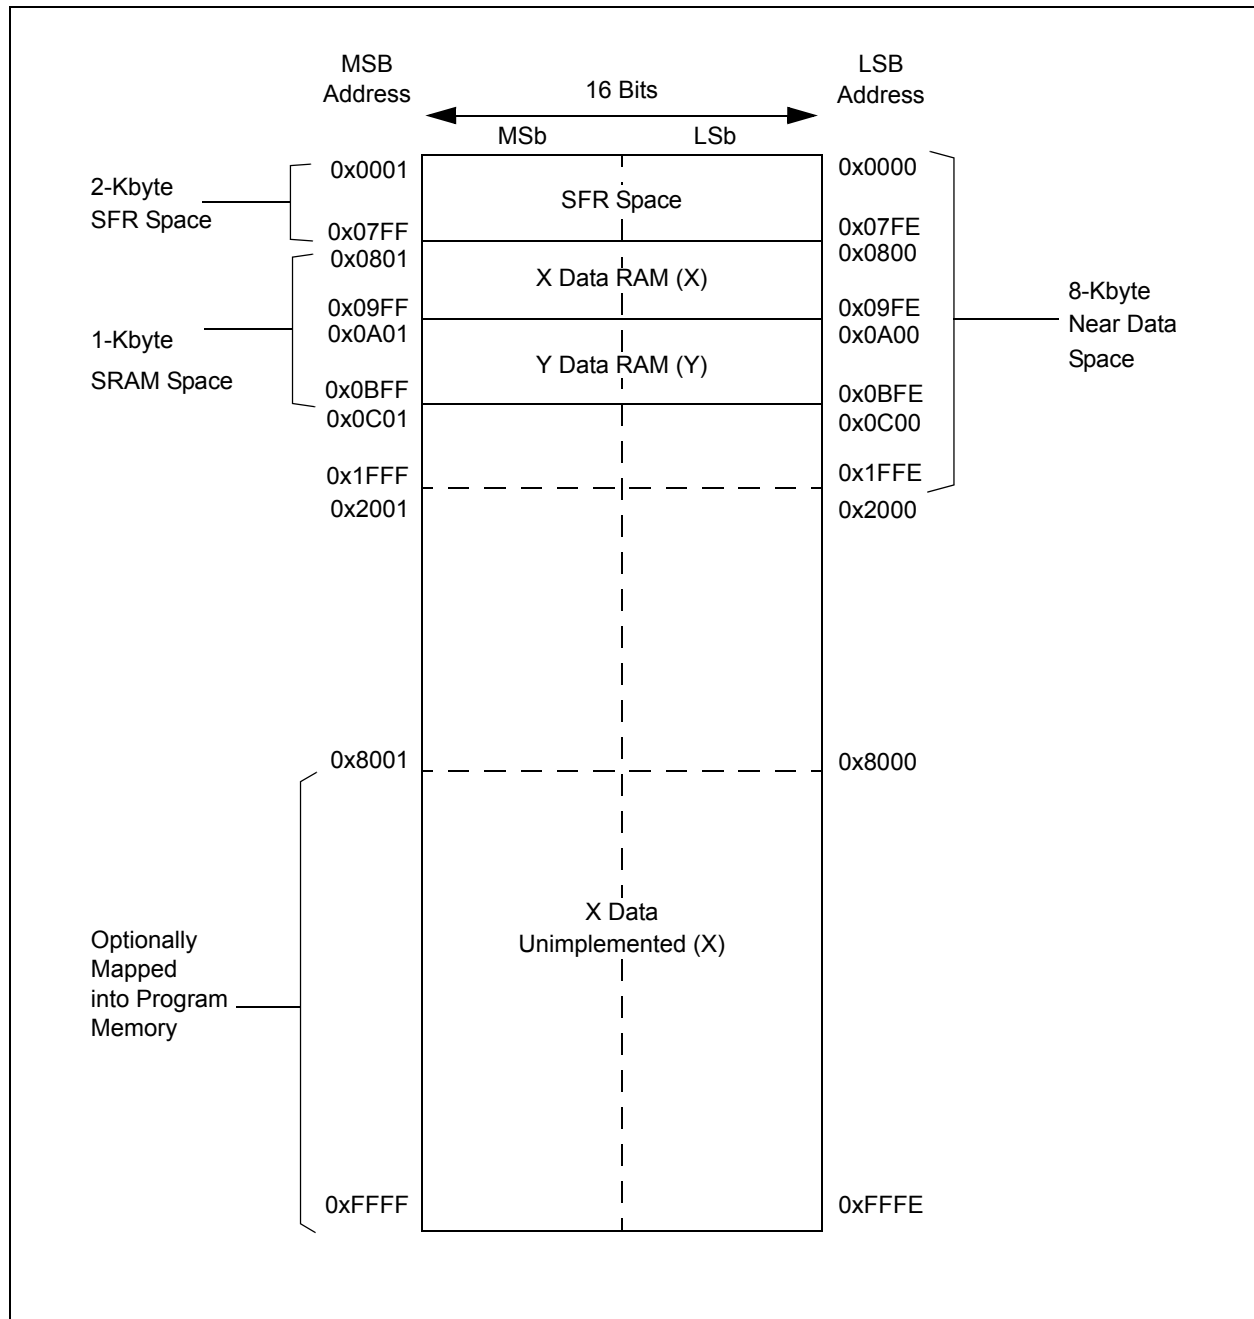 MSB
Address
16 Bits
LSB
Address
MSb
LSb
0x0001
0x0000
2-Kbyte
SFR Space
SFR Space
0x07FF
0x07FE
0x0801
0x0800
X Data RAM (X)
0x09FF
0x09FE
0x0A01
0x0A00
1-Kbyte
SRAM Space
8-Kbyte
Near Data
Space
Y Data RAM (Y)
0x0BFF
0x0BFE
0x0C01
0x0C00
0x1FFF
0x1FFE
0x2001
0x2000
0x8001
0x8000
X Data
Unimplemented (X)
Optionally
Mapped
into Program
Memory
0xFFFF
0xFFFE